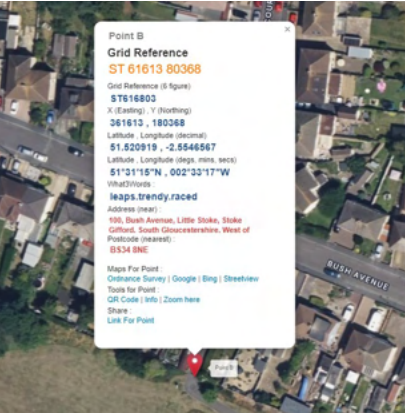 Point B
×
Grid Reference
ST 61613 80368
Grid Reference (6 figure)
ST616803
X (Easting) , Y (Northing)
361613 , 180368
Latitude , Longitude (decimal)
51.520919 , -2.5546567
Latitude , Longitude (degs, mins, secs)
51°31'15"N , 002°33'17"W
What3Words :
leaps.trendy.raced
Address (near) :
100, Bush Avenue, Little Stoke, Stoke
Gifford, South Gloucestershire, West of
Postcode (nearest) :
BS34 8NE
Maps For Point :
Ordnance Survey | Google | Bing | Streetview
Tools for Point :
QR Code | Info | Zoom here
Share :
Link For Point
BUSH AVENUE
Point B